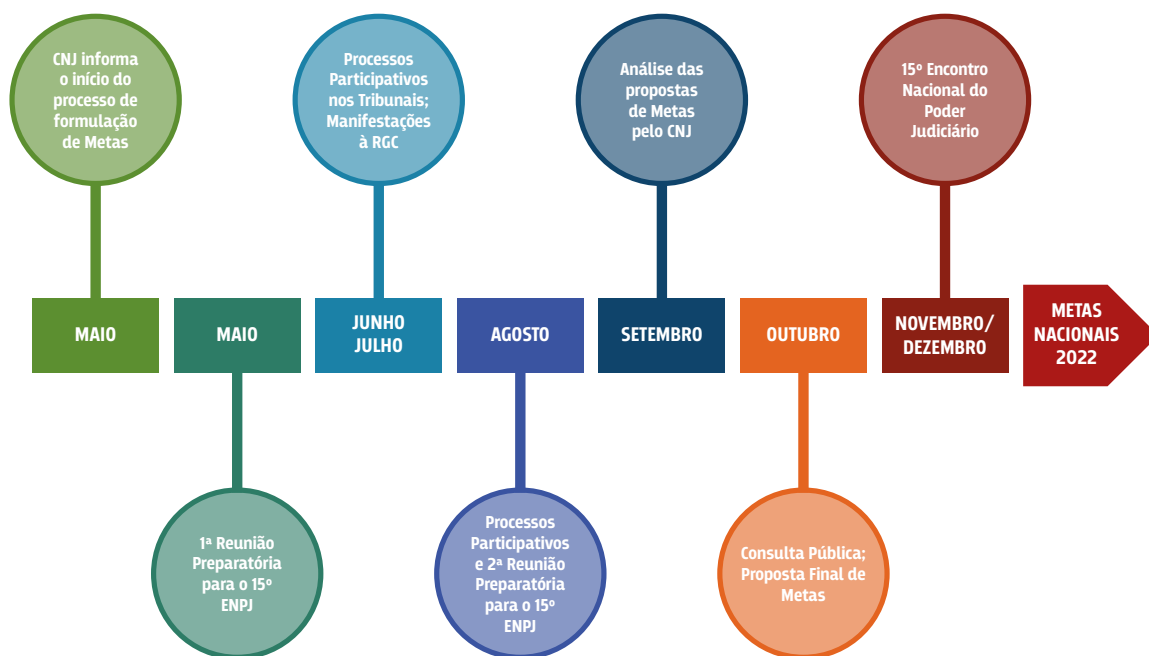 CNJ informa
o início do
processo de
formulação
de Metas
Processos
Participativos
nos Tribunais;
Manifestações
à RGC
Análise das
propostas
de Metas
pelo CNJ
15º Encontro
Nacional do
Poder
Judiciário
MAIO
MAIO
JUNHO
JULHO
AGOSTO
SETEMBRO
OUTUBRO
NOVEMBRO/
DEZEMBRO
METAS
NACIONAIS
2022
1ª Reunião
Preparatória
para o 15º
ENPJ
Processos
Participativos
e 2ª Reunião
Preparatória
para o 15º
ENPJ
Consulta Pública;
Proposta Final de
Metas